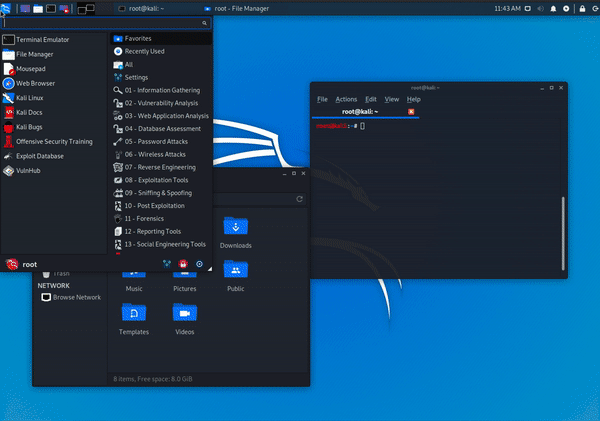 root@kali: ~
root - File Manager
11:43 AM
Terminal Emulator
File Manager
Mousepad
Web Browser
Kali Linux
Kali Docs
Kali Bugs
Offensive Security Training
Exploit Database
VulnHub
Favorites
Recently Used
All
Settings
01 - Information Gathering
02 - Vulnerability Analysis
03 - Web Application Analysis
04 - Database Assessment
05 - Password Attacks
06 - Wireless Attacks
07 - Reverse Engineering
08 - Exploitation Tools
09 - Sniffing & Spoofing
10 - Post Exploitation
11 - Forensics
12 - Reporting Tools
13 - Social Engineering Tools
root
Trash
NETWORK
Browse Network
Downloads
Music
Pictures
Public
Templates
Videos
8 items, Free space: 8.0 GiB
root@kali: ~
File Actions Edit View Help
root@kali: ~
root@kali:~#